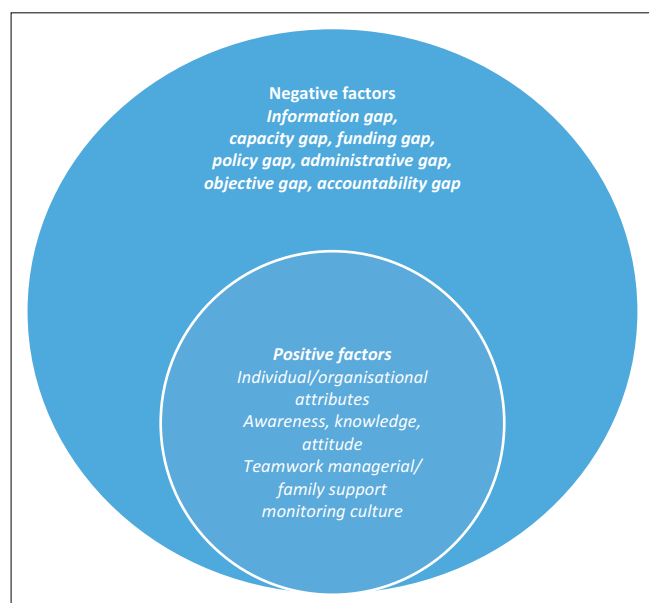 Negative factors
Information gap,
capacity gap, funding gap,
policy gap, administrative gap,
objective gap, accountability gap
Positive factors
Individual/organisational
attributes
Awareness, knowledge,
attitude
Teamwork managerial/
family support
monitoring culture